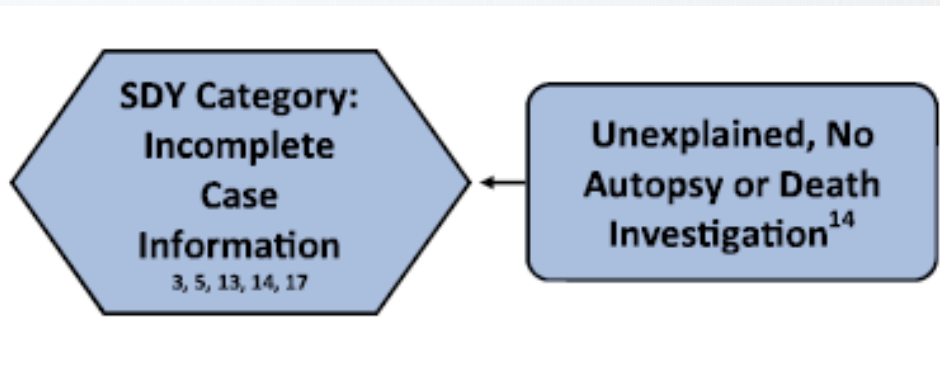 SDY Category:
Incomplete
Case
Information
3, 5, 13, 14, 17
Unexplained, No
Autopsy or Death
Investigation14